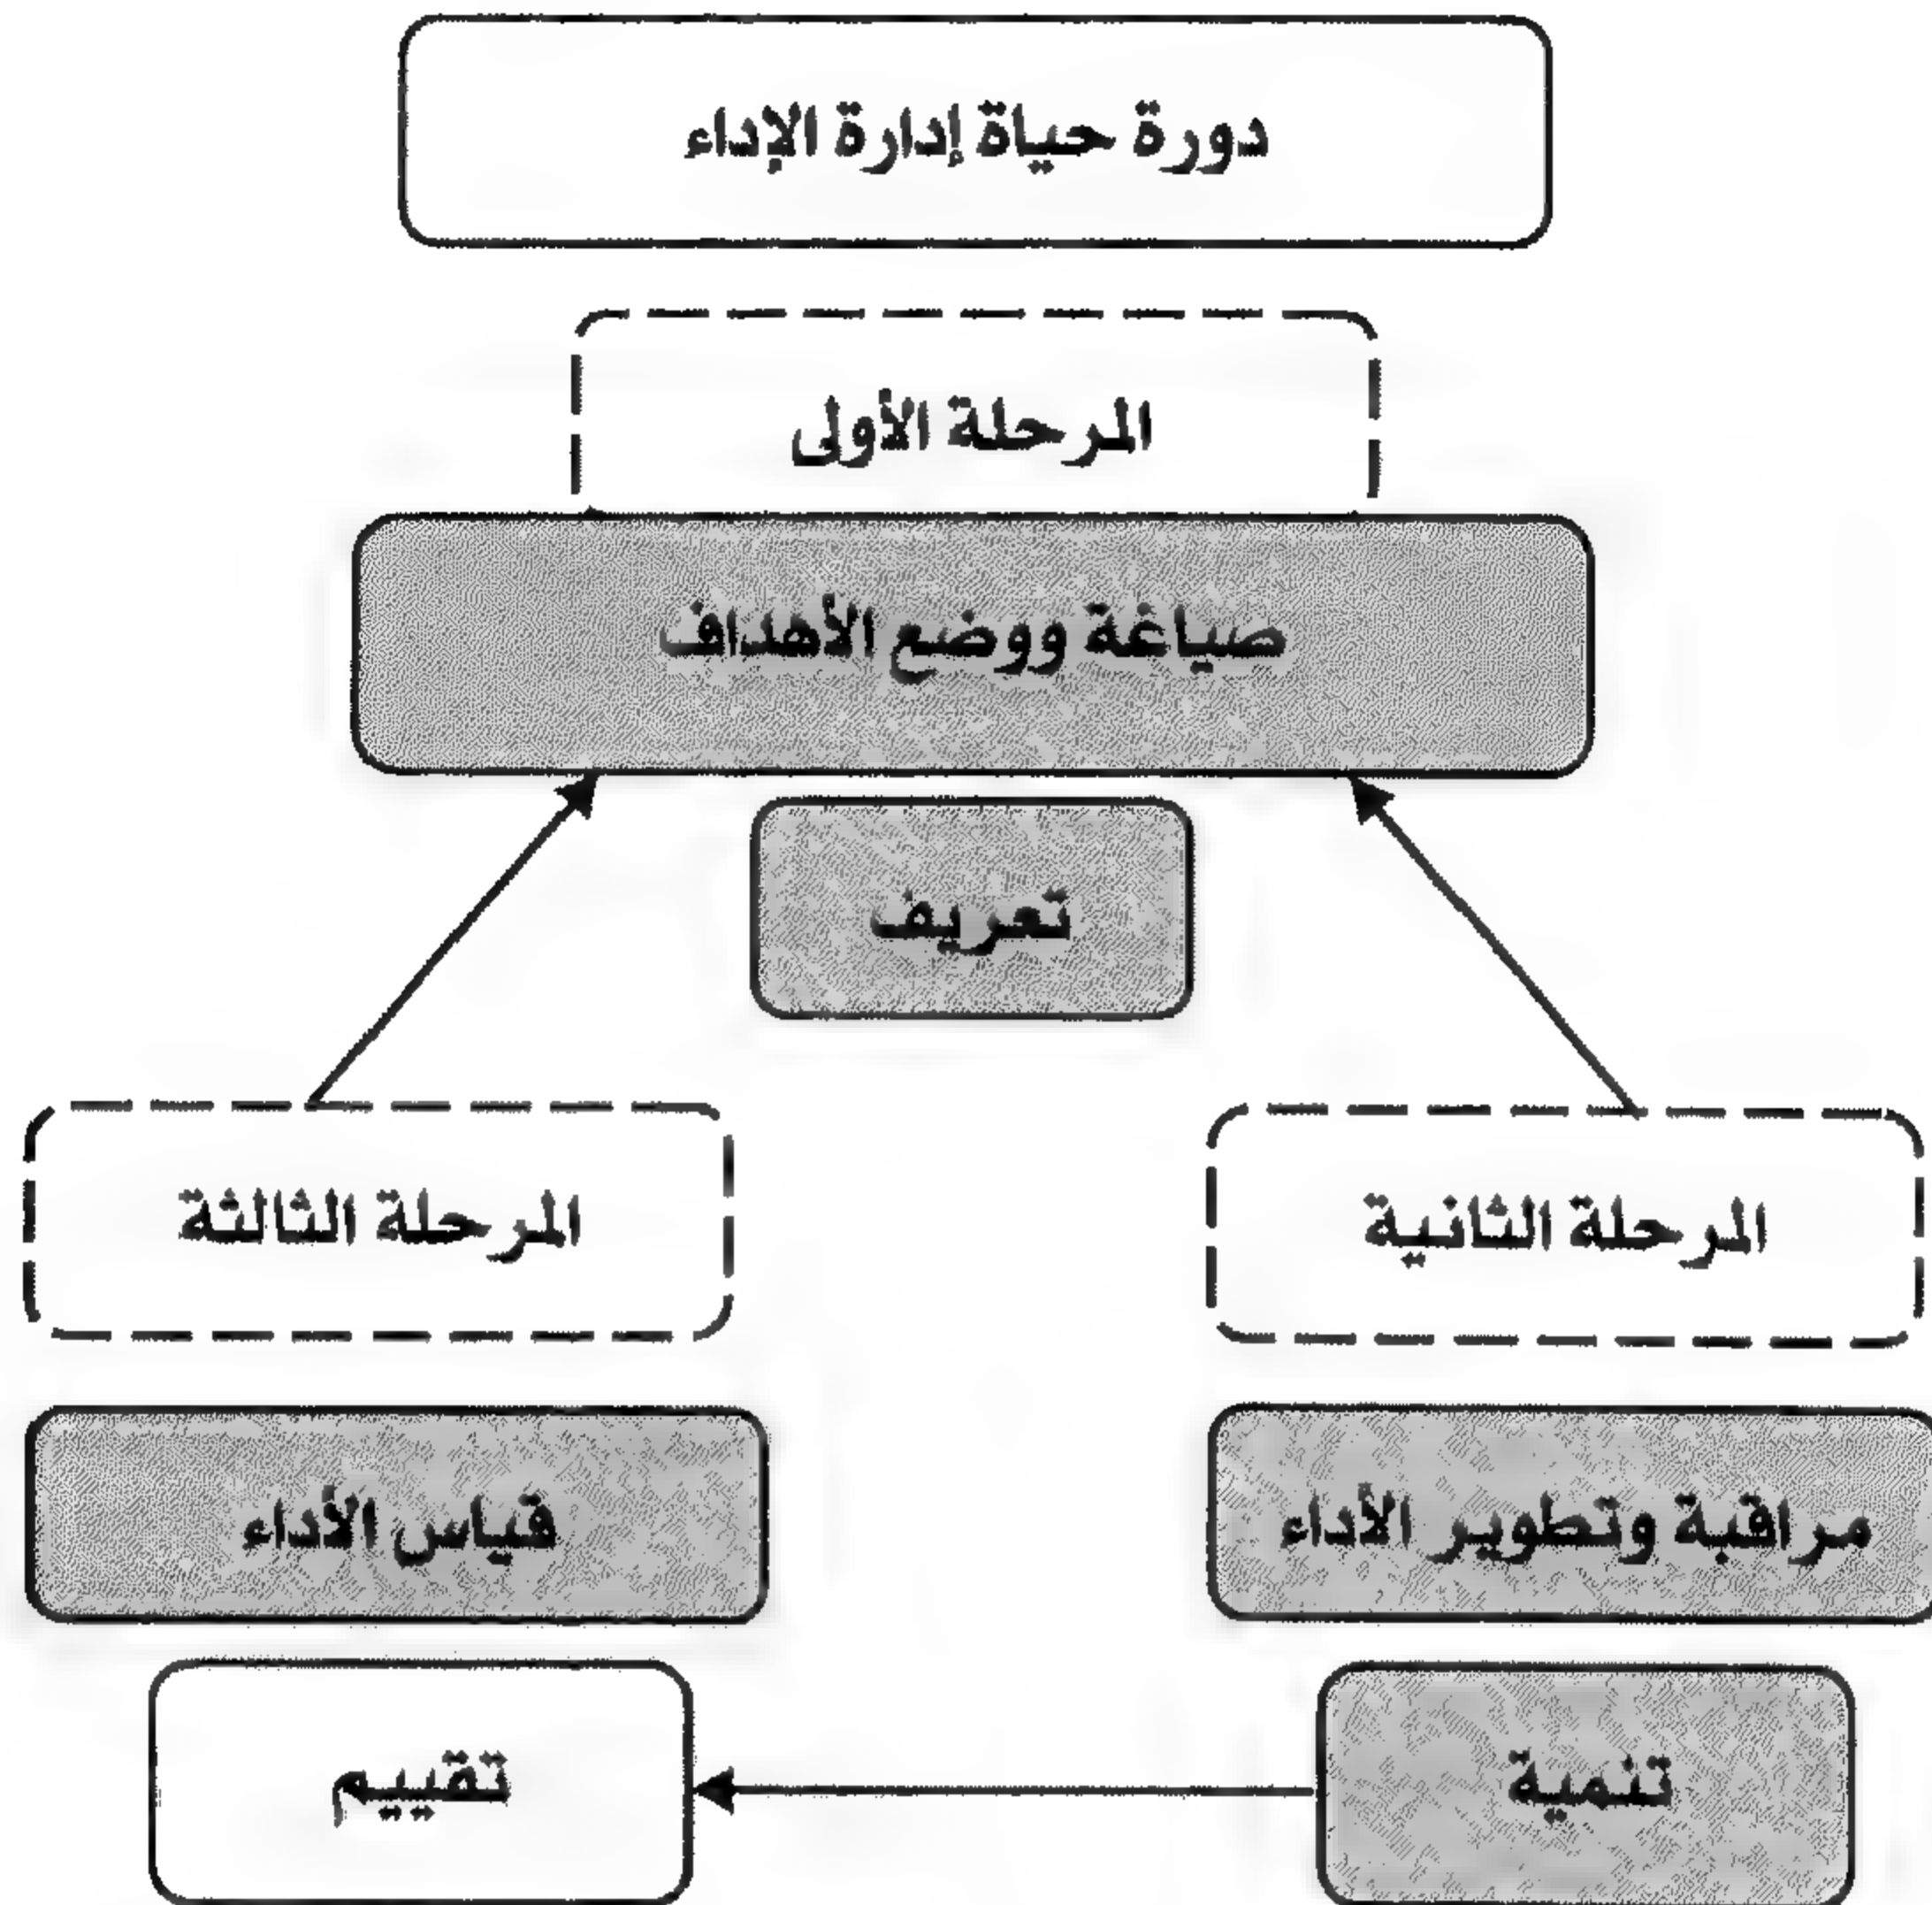 دورة حياة إدارة الإداء
المرحلة الأولى
صياغة ووضع الأهداف
تعريف
المرحلة الثانية
المرحلة الثالثة
مراقبة وتطوير الأداء
قياس الأداء
تنمية
تقييم